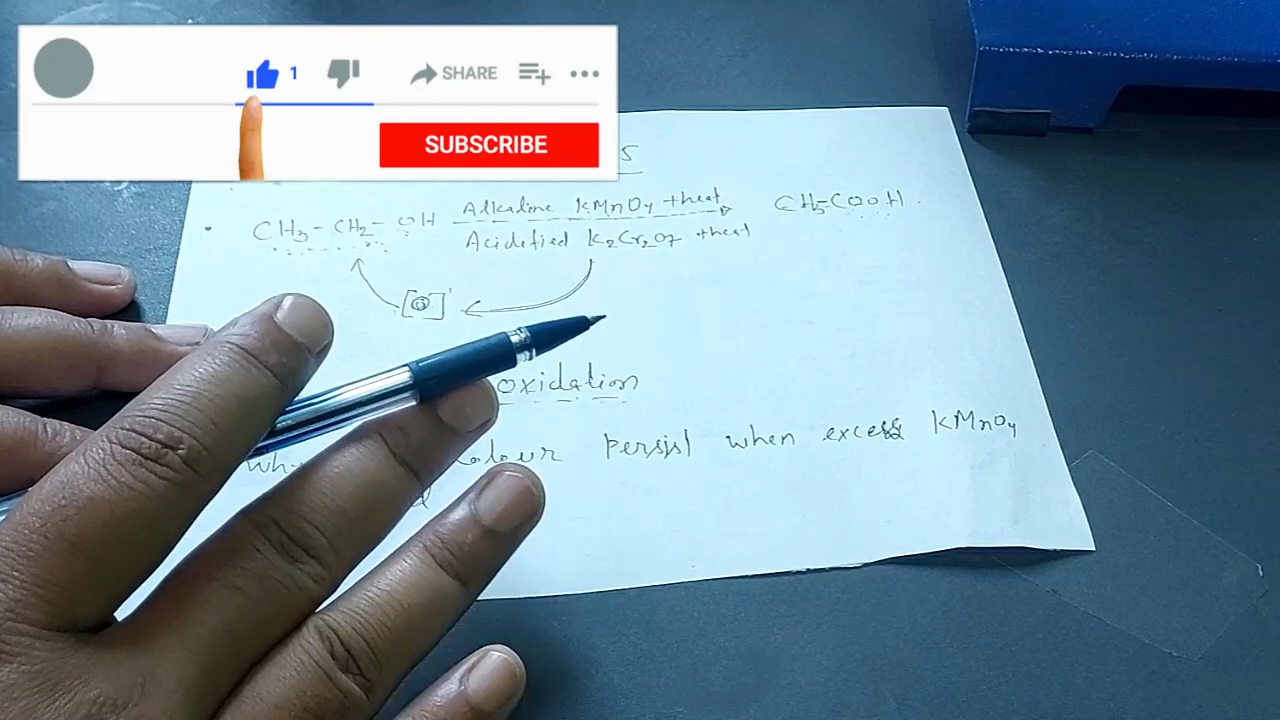 1
SHARE
SUBSCRIBE
CH3 - CH2 - OH Alkaline KMnO4 + heat CH3-COOH.
Acidified K2Cr2O7 + heat
[O]
oxidation
Wh colour Persist when excess KMnO4